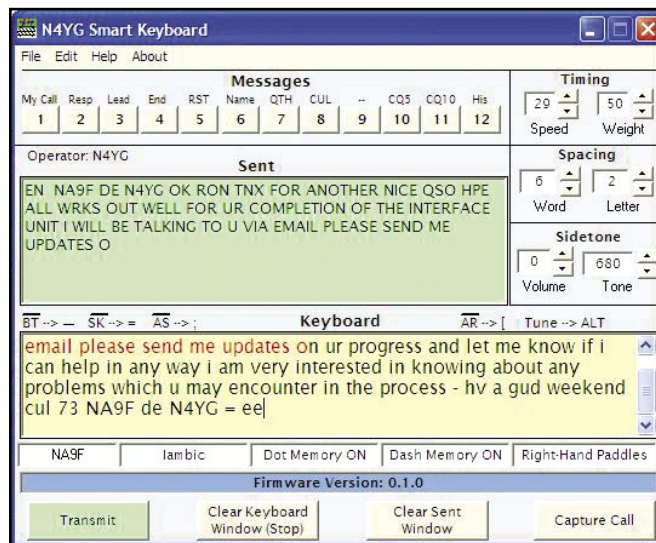 N4YG Smart Keyboard
File Edit Help About
Messages
My Call Resp Lead End RST Name QTH CUL -- CQ5 CQ10 His
1 2 3 4 5 6 7 8 9 10 11 12
Timing
29 50
Speed Weight
Operator: N4YG
Sent
EN NA9F DE N4YG OK RON TNX FOR ANOTHER NICE QSO HPE
ALL WRKS OUT WELL FOR UR COMPLETION OF THE INTERFACE
UNIT I WILL BE TALKING TO U VIA EMAIL PLEASE SEND ME
UPDATES O
Spacing
6 2
Word Letter
Sidetone
0 680
Volume Tone
BT --> — SK --> = AS --> ; Keyboard AR --> [ Tune --> ALT
email please send me updates on ur progress and let me know if i
can help in any way i am very interested in knowing about any
problems which u may encounter in the process - hv a gud weekend
cul 73 NA9F de N4YG = ee
NA9F Iambic Dot Memory ON Dash Memory ON Right-Hand Paddles
Firmware Version: 0.1.0
Transmit
Clear Keyboard
Window (Stop)
Clear Sent
Window
Capture Call